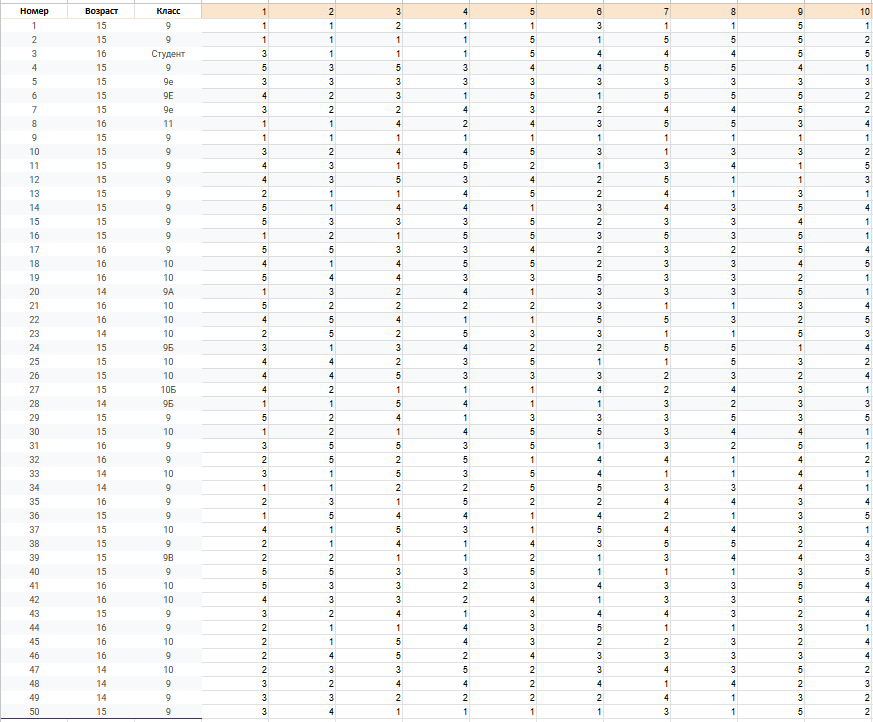 Номер Возраст Класс 1 2 3 4 5 6 7 8 9 10
1 15 9 1 1 2 1 1 3 1 1 5 1
2 15 9 1 1 1 1 5 1 5 5 5 2
3 16 Студент 3 1 1 1 5 4 4 4 5 5
4 15 9 5 3 5 3 4 4 5 5 4 1
5 15 9е 3 3 3 3 3 3 3 3 3 3
6 15 9Е 4 2 3 1 5 1 5 5 5 2
7 15 9е 3 2 2 4 3 2 4 4 5 2
8 16 11 1 1 4 2 4 3 5 5 3 4
9 15 9 1 1 1 1 1 1 1 1 1 1
10 15 9 3 2 4 4 5 3 1 3 3 2
11 15 9 4 3 1 5 2 1 3 4 1 5
12 15 9 4 3 5 3 4 2 5 1 1 3
13 15 9 2 1 1 4 5 2 4 1 3 1
14 15 9 5 1 4 4 1 3 4 3 5 4
15 15 9 5 3 3 3 5 2 3 3 4 1
16 15 9 1 2 1 5 5 3 5 3 5 1
17 16 9 5 5 3 3 4 2 3 2 5 4
18 16 10 4 1 4 5 5 2 3 3 4 5
19 16 10 5 4 4 3 3 5 3 3 2 1
20 14 9А 1 3 2 4 1 3 3 3 5 1
21 16 10 5 2 2 2 2 3 1 1 3 4
22 16 10 4 5 4 1 1 5 5 3 2 5
23 14 10 2 5 2 5 3 3 1 1 5 3
24 15 9Б 3 1 3 4 2 2 5 5 1 4
25 15 10 4 4 2 3 5 1 1 5 3 2
26 15 10 4 4 5 3 3 3 2 3 2 4
27 15 10Б 4 2 1 1 1 4 2 4 3 1
28 14 9Б 1 1 5 4 1 1 3 2 3 3
29 15 9 5 2 4 1 3 3 3 5 3 5
30 15 10 1 2 1 4 5 5 3 4 4 1
31 16 9 3 5 5 3 5 1 3 2 5 1
32 16 9 2 5 2 5 1 4 4 1 4 2
33 14 10 3 1 5 3 5 4 1 1 4 1
34 14 9 1 1 2 2 5 5 3 3 4 1
35 16 9 2 3 1 5 2 2 4 4 3 4
36 15 9 1 5 4 4 1 4 2 1 3 5
37 15 10 4 1 5 3 1 5 4 4 3 1
38 15 9 2 1 4 1 4 3 5 5 2 4
39 15 9В 2 2 1 1 2 1 3 4 4 3
40 15 9 5 5 3 3 5 1 1 1 3 5
41 16 10 5 3 3 2 3 4 3 3 5 4
42 16 10 4 3 3 2 4 1 3 3 5 4
43 15 9 3 2 4 1 3 4 4 3 2 4
44 16 9 2 1 1 4 3 5 1 1 3 1
45 16 10 2 1 5 4 3 2 2 3 2 4
46 16 9 2 4 5 2 4 3 3 3 3 4
47 14 10 2 3 3 5 2 3 4 3 5 2
48 14 9 3 2 4 4 2 4 1 4 2 3
49 14 9 3 3 2 2 2 2 4 1 3 2
50 15 9 3 4 1 1 1 1 3 1 5 2